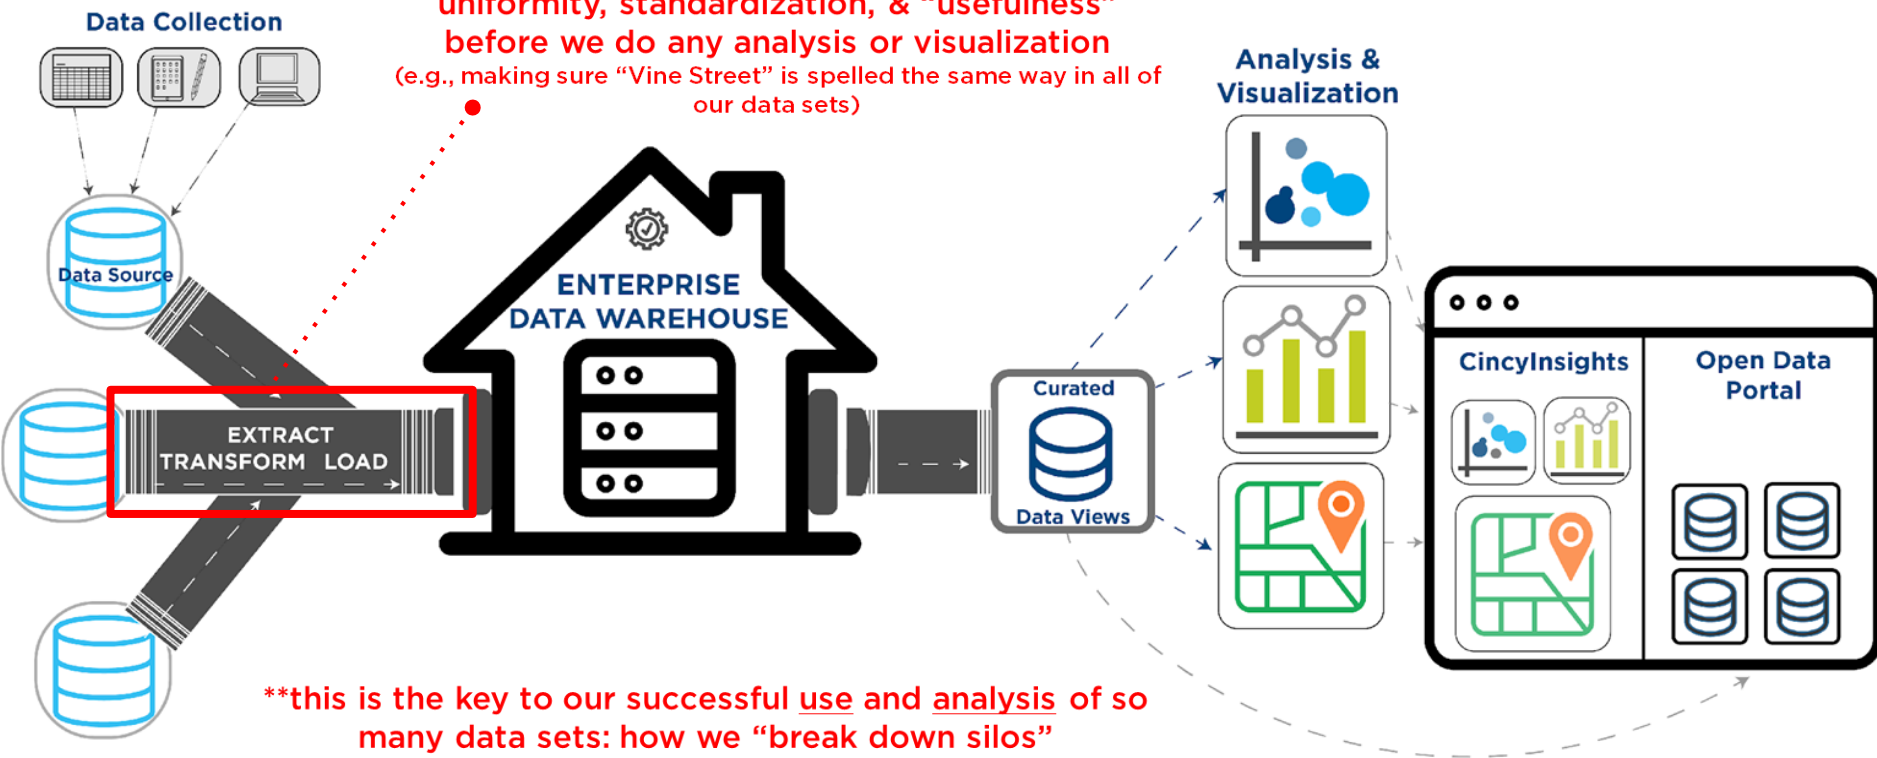 Data Collection
uniformity, standardization, & “usefulness”
before we do any analysis or visualization
(e.g., making sure “Vine Street” is spelled the same way in all of
our data sets)
Data Source
EXTRACT
TRANSFORM LOAD
ENTERPRISE
DATA WAREHOUSE
Curated
Data Views
Analysis &
Visualization
CincyInsights
Open Data
Portal
**this is the key to our successful use and analysis of so
many data sets: how we “break down silos”